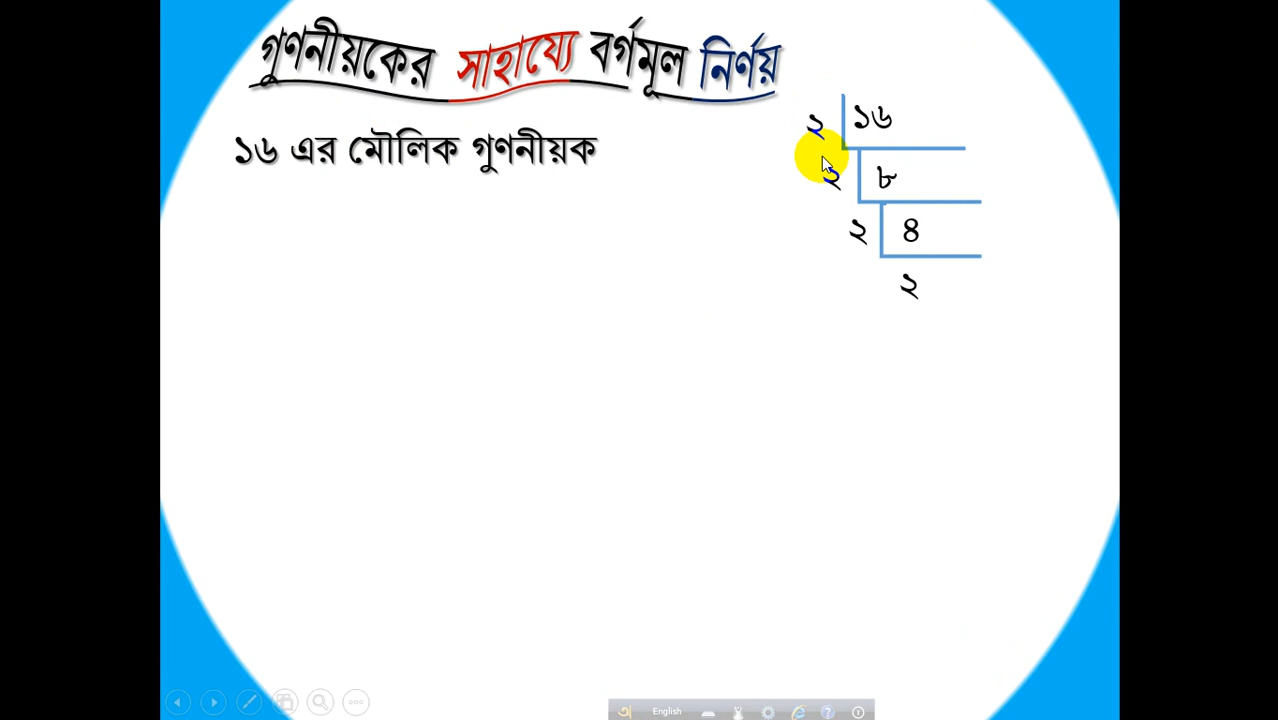 গুণনীয়কের সাহায্যে বর্গমূল নির্ণয়
১৬ এর মৌলিক গুণনীয়ক
২ ১৬
২ ৮
২ ৪
২
English